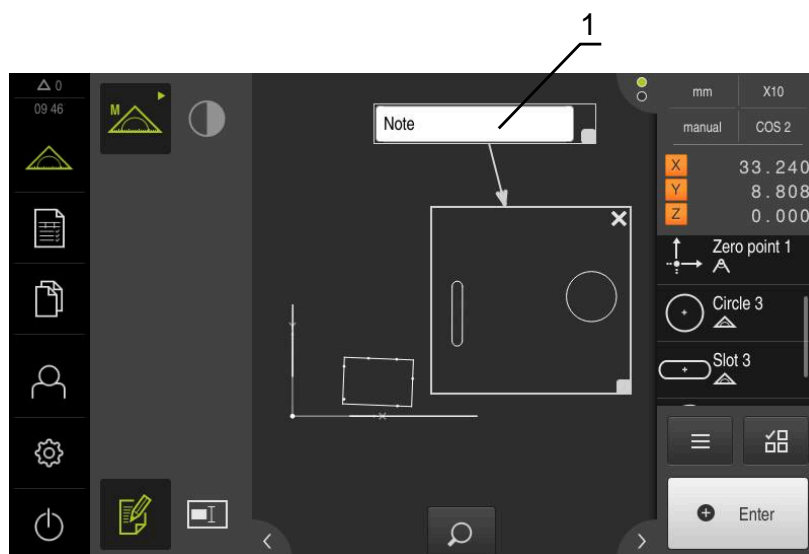 1
0
09 46
M
Note
mm X10
manual COS 2
X 33.240
Y 8.808
Z 0.000
Zero point 1
Circle 3
Slot 3
Enter